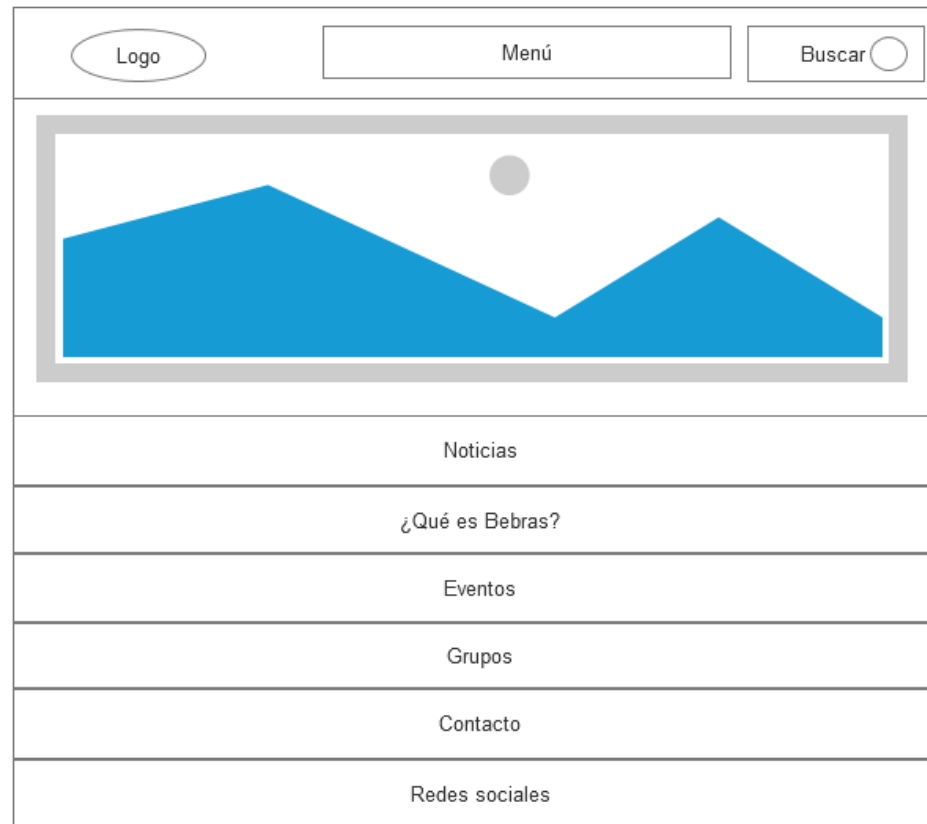 Logo
Menú
Buscar
Noticias
¿Qué es Bebras?
Eventos
Grupos
Contacto
Redes sociales